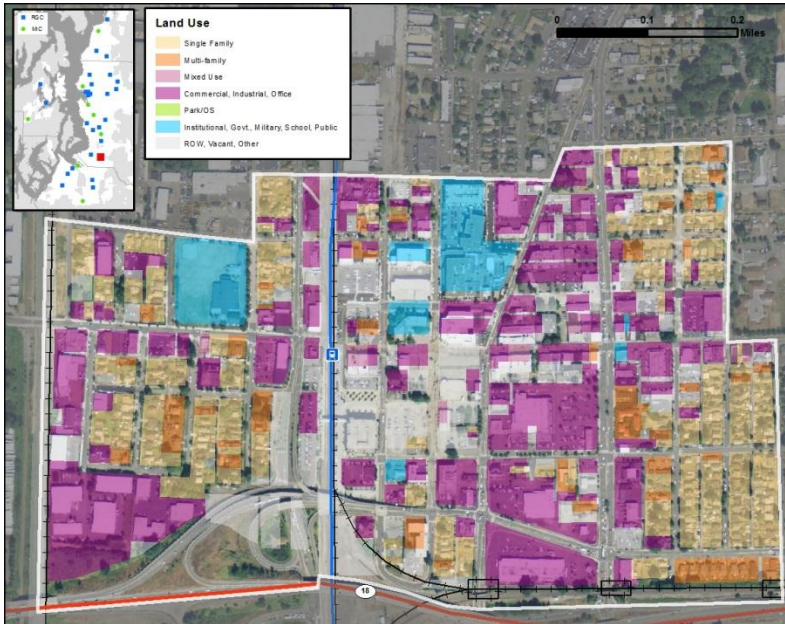 RGC
MIC
Land Use
Single Family
Multi-family
Mixed Use
Commercial, Industrial, Office
Park/OS
Institutional, Govt., Military, School, Public
ROW, Vacant, Other
0 0.1 0.2
Miles
18